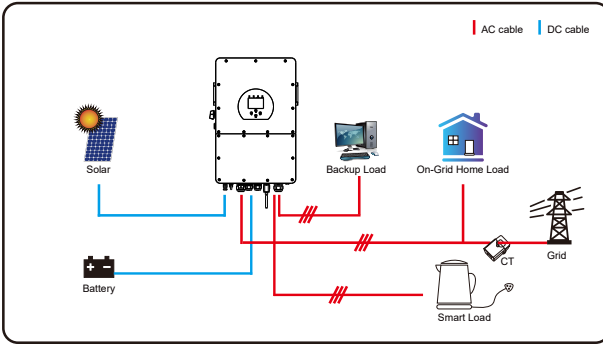 AC cable
DC cable
Solar
Backup Load
On-Grid Home Load
CT
Grid
Battery
Smart Load